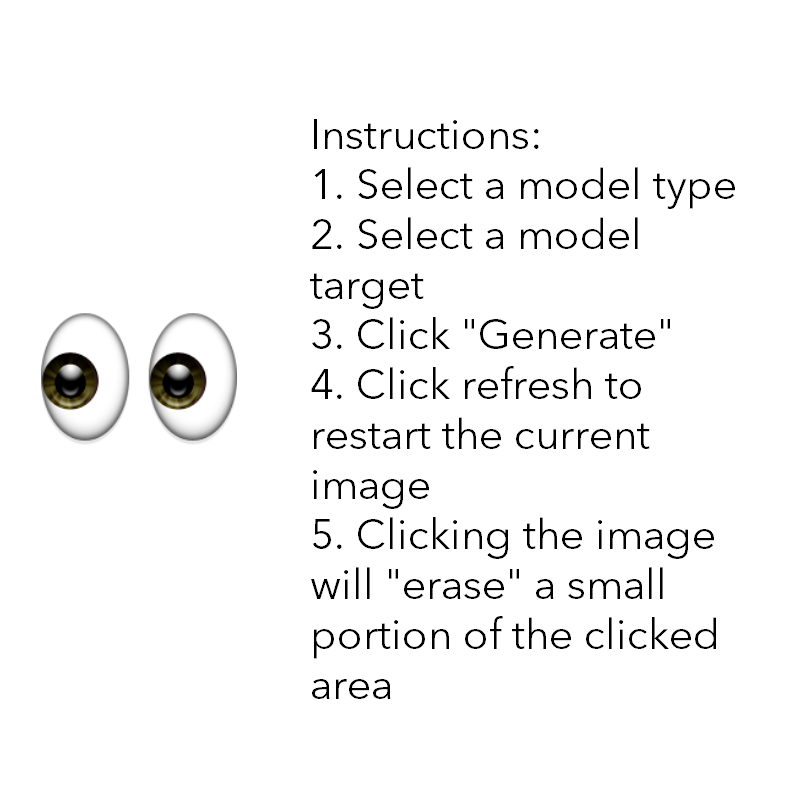 Instructions:
1. Select a model type
2. Select a model
target
3. Click "Generate"
4. Click refresh to
restart the current
image
5. Clicking the image
will "erase" a small
portion of the clicked
area